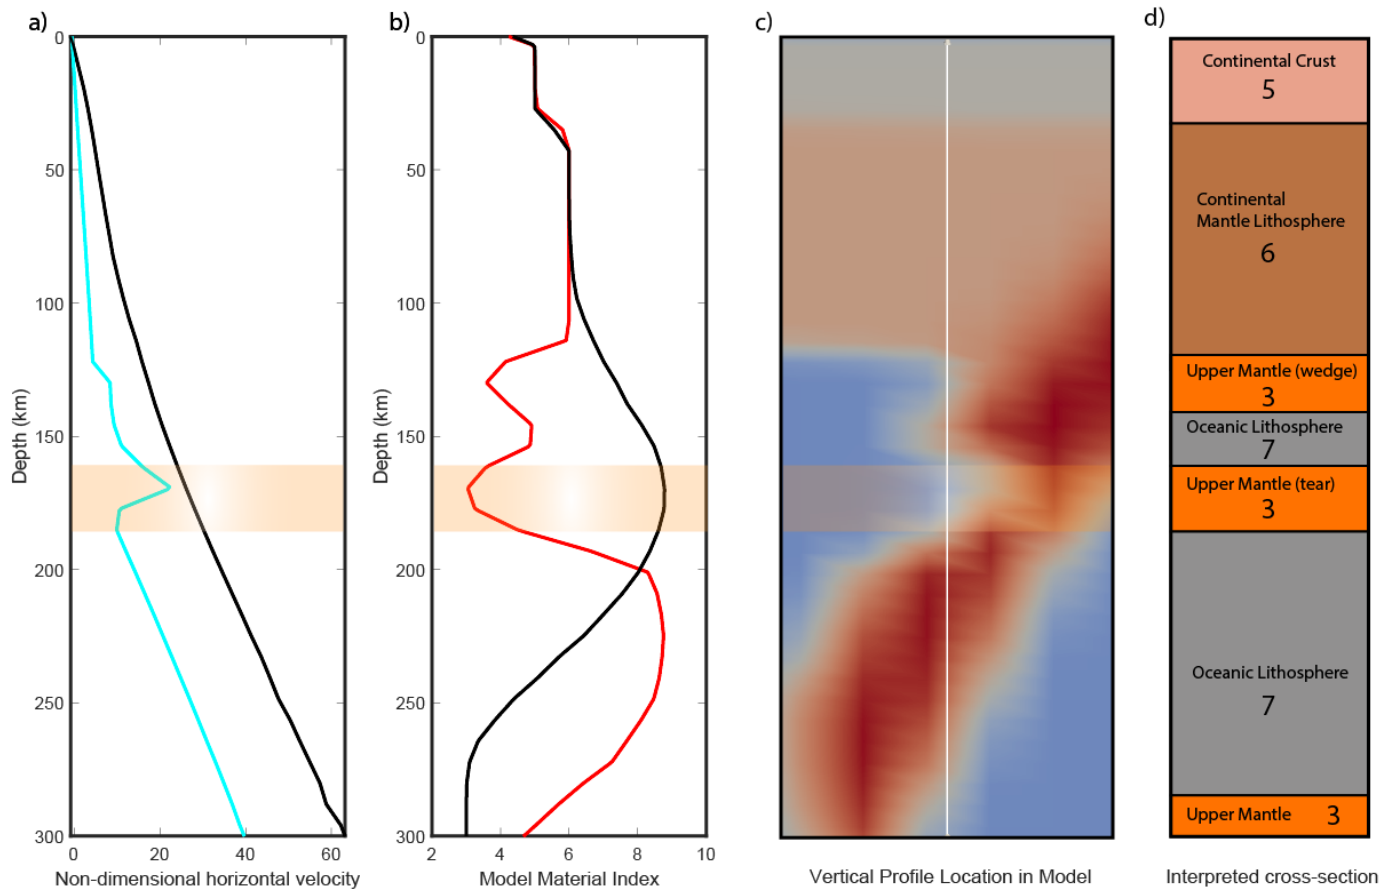 a)
b)
c)
d)
0
50
100
150
200
250
300
Depth (km)
0
20
40
60
Non-dimensional horizontal velocity
0
50
100
150
200
250
300
Depth (km)
2
4
6
8
10
Model Material Index
Vertical Profile Location in Model
Continental Crust
5
Continental
Mantle Lithosphere
6
Upper Mantle (wedge)
3
Oceanic Lithosphere
7
Upper Mantle (tear)
3
Oceanic Lithosphere
7
Upper Mantle 3
Interpreted cross-section